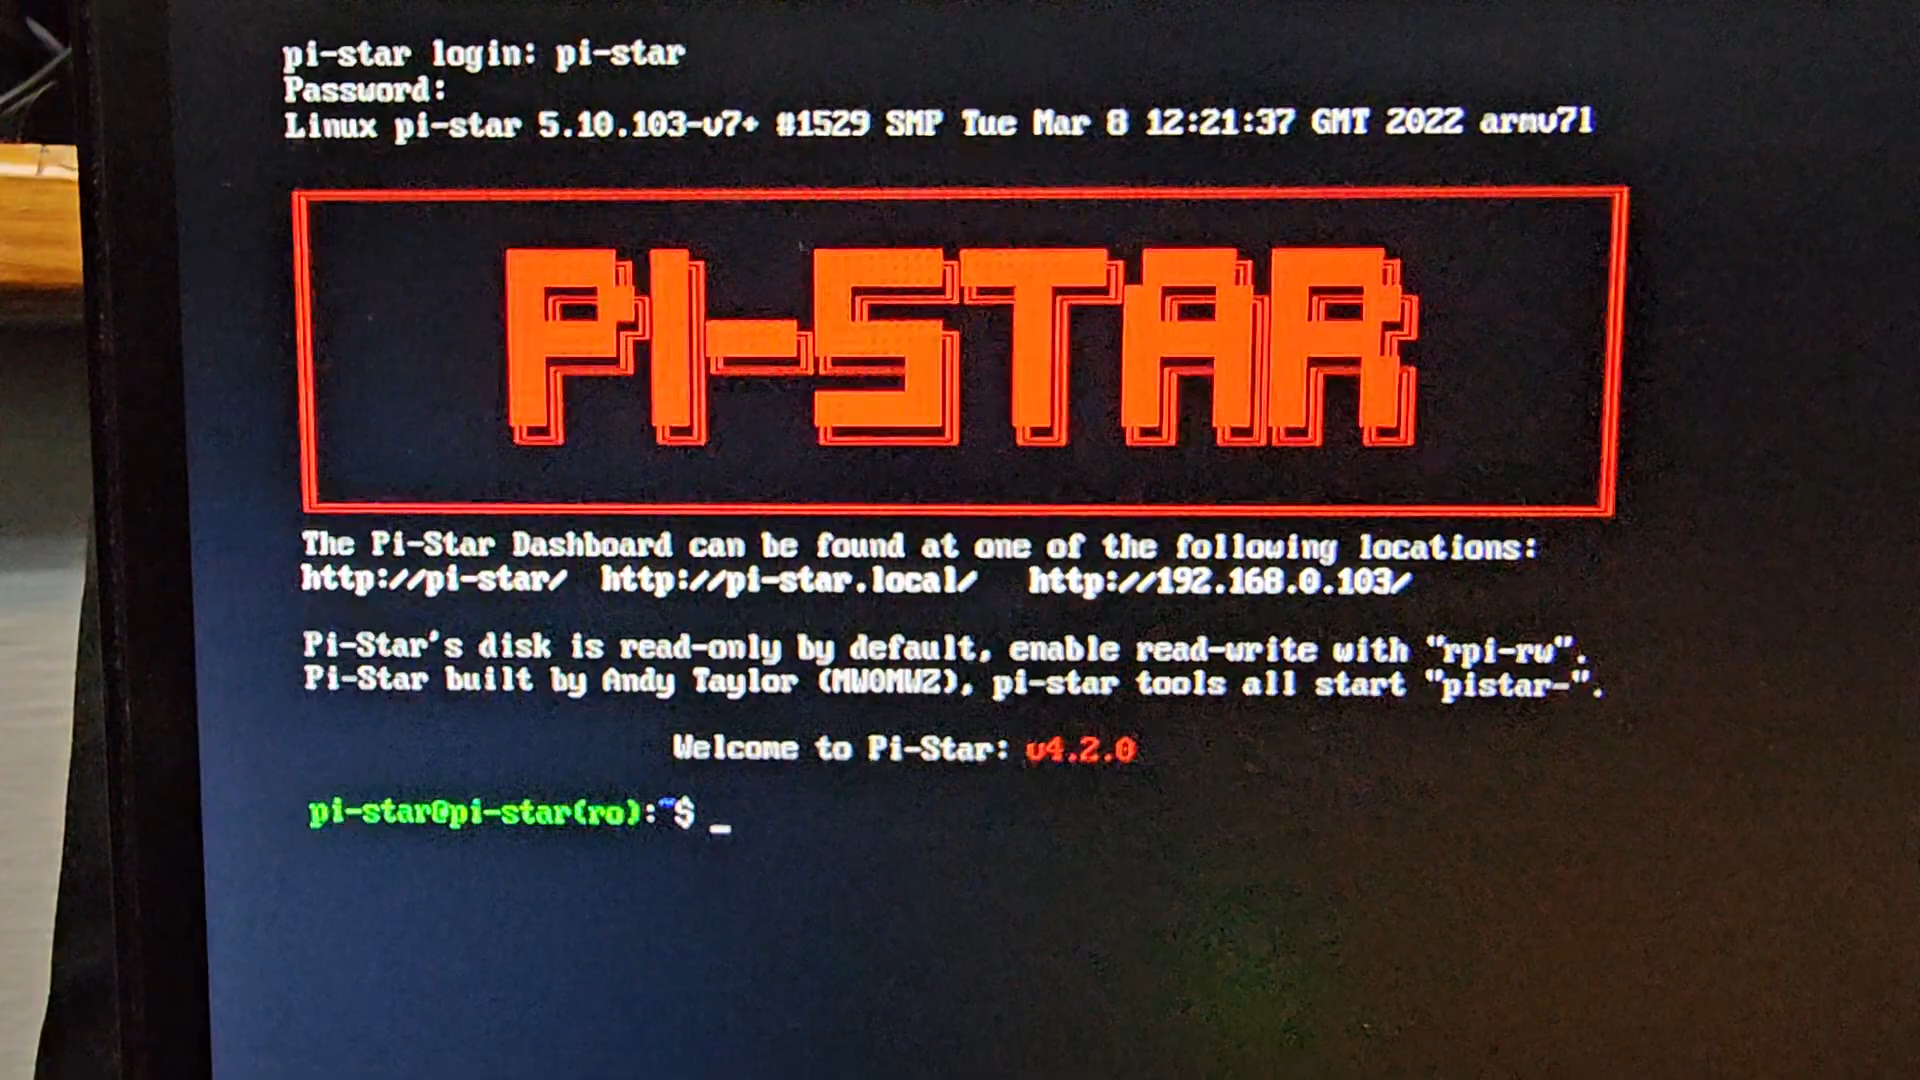 pi-star login: pi-star
Password:
Linux pi-star 5.10.103-v7+ #1529 SMP Tue Mar 8 12:21:37 GMT 2022 armv7l
PI-STAR
The Pi-Star Dashboard can be found at one of the following locations:
http://pi-star/  http://pi-star.local/   http://192.168.0.103/
Pi-Star's disk is read-only by default, enable read-write with "rpi-rw".
Pi-Star built by Andy Taylor (MW0MWZ), pi-star tools all start "pistar-".
Welcome to Pi-Star: v4.2.0
pi-star@pi-star(ro):~$ _